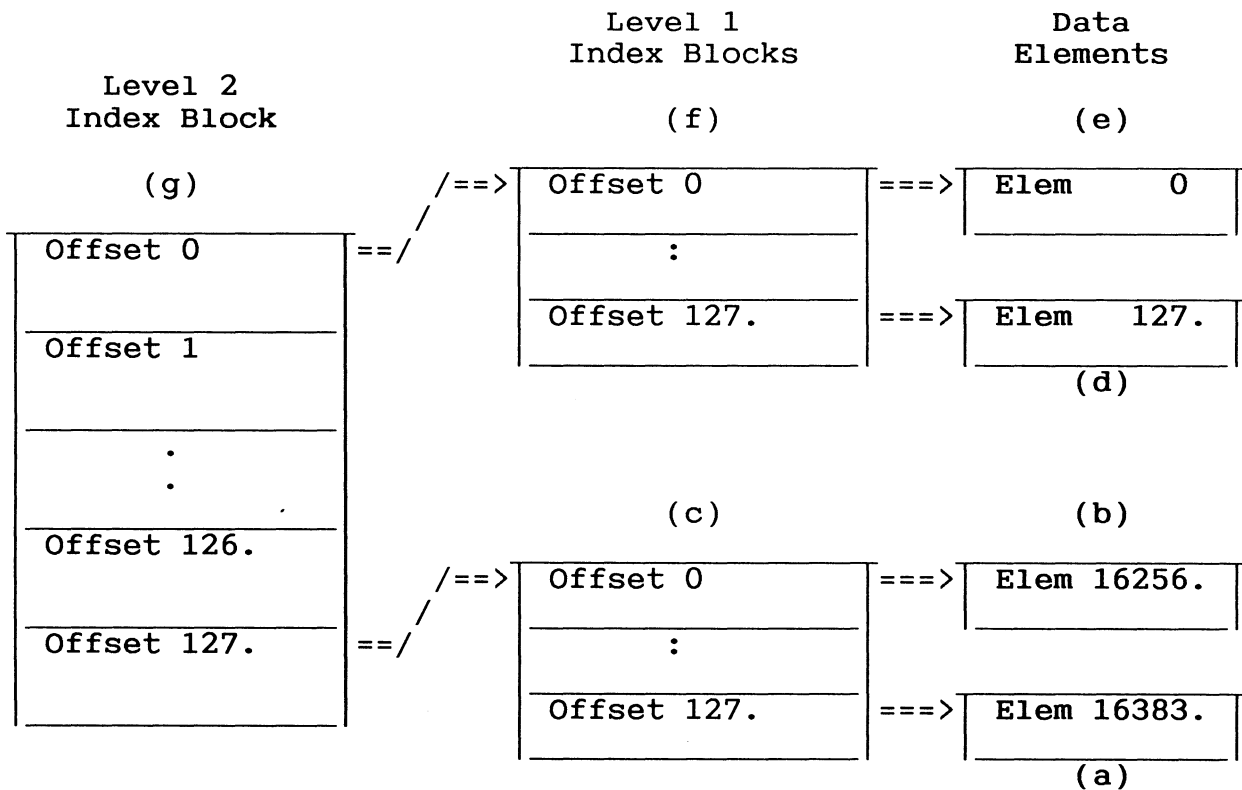 Level 2
Index Block
(g)
Offset 0
Offset 1
:
Offset 126.
Offset 127.
Level 1
Index Blocks
(f)
/==> Offset 0 ===>
==/
:
Offset 127. ===>
(c)
/==> Offset 0 ===>
==/
:
Offset 127. ===>
Data
Elements
(e)
Elem 0
Elem 127.
(d)
(b)
Elem 16256.
Elem 16383.
(a)